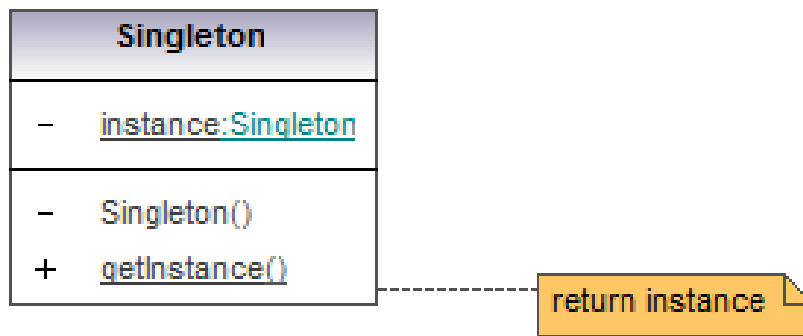 Singleton
- instance:Singleton
- Singleton()
+ getInstance()
return instance